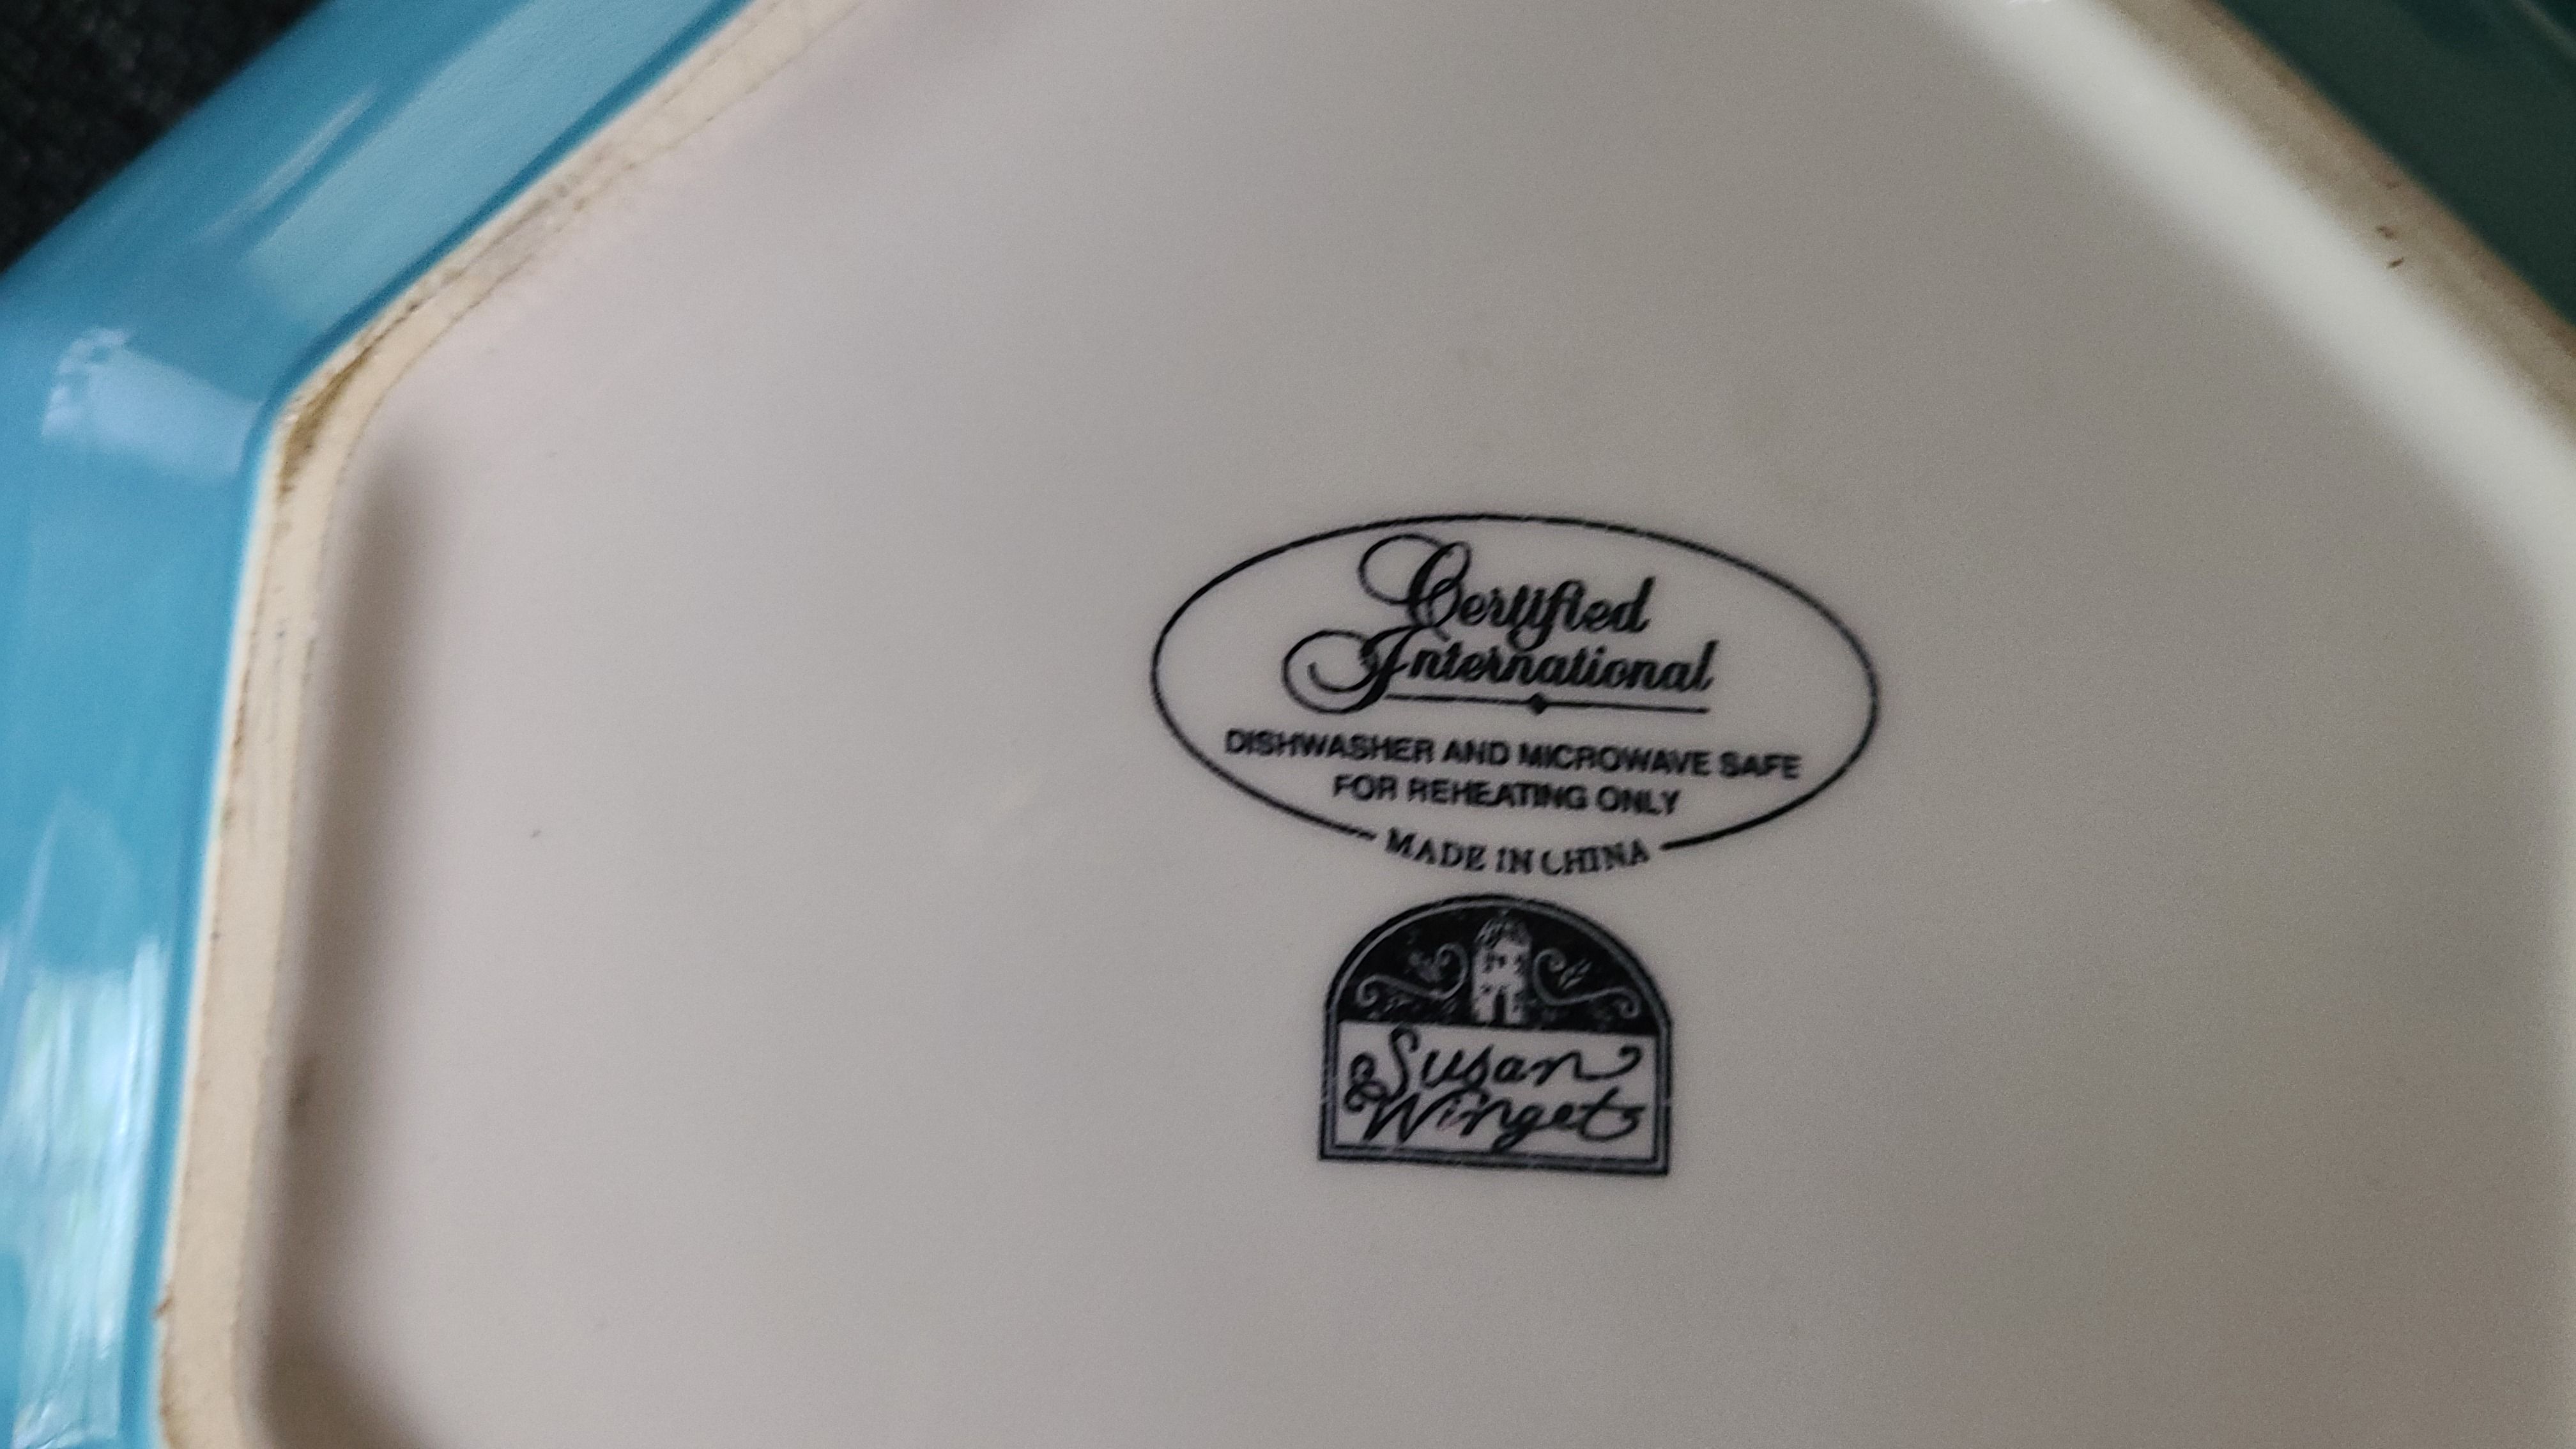 Certified
International
DISHWASHER AND MICROWAVE SAFE
FOR REHEATING ONLY
MADE IN CHINA
Susan
Winget